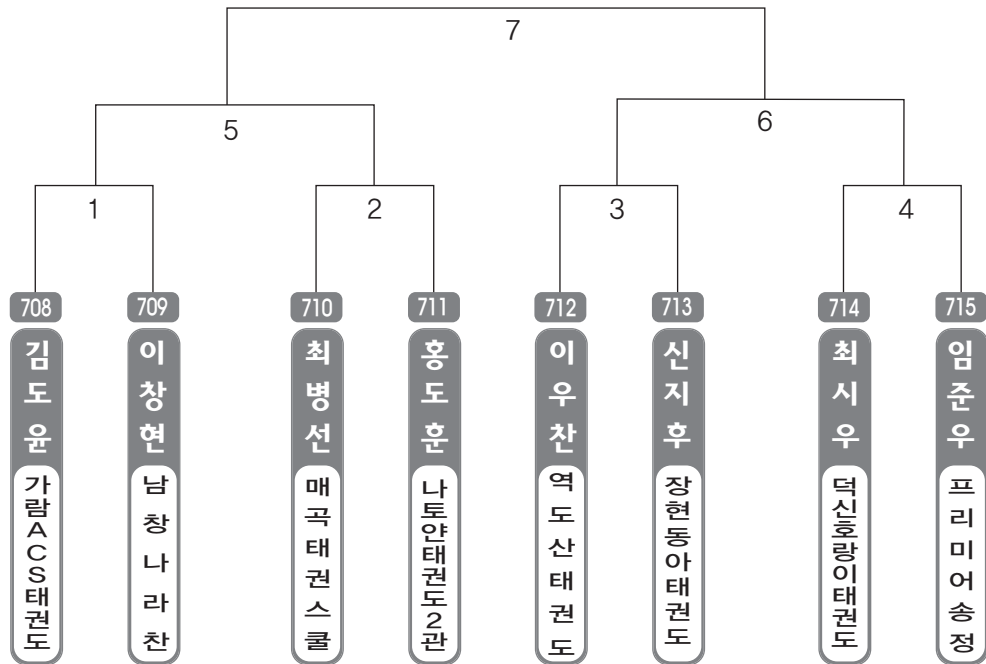 7
5
6
1
2
3
4
708
709
710
711
712
713
714
715
김도윤
이창현
최병선
홍도훈
이우찬
신지후
최시우
임준우
가람ACS태권도
남창나라찬
매곡태권스쿨
나토얀태권도2관
역도산태권도
장현동아태권도
덕신호랑이태권도
프리미어송정